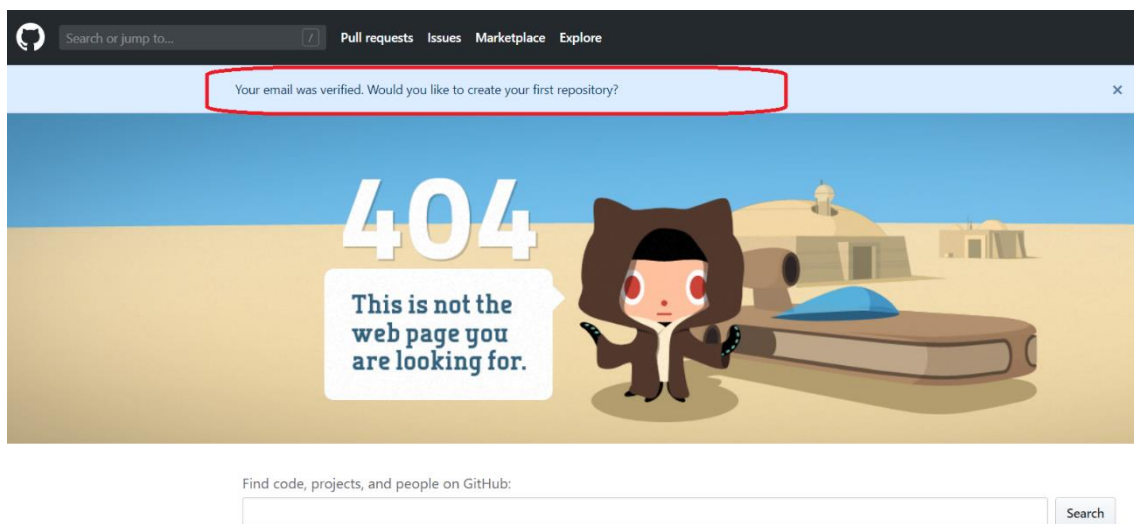 Search or jump to... / Pull requests Issues Marketplace Explore
Your email was verified. Would you like to create your first repository? ×
404
This is not the
web page you
are looking for.
Find code, projects, and people on GitHub:
Search